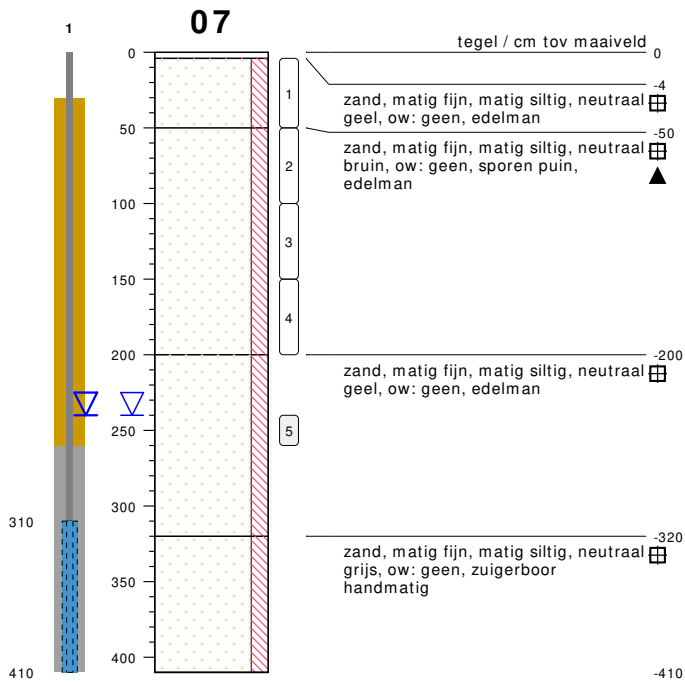 07
1
tegel / cm tov maaiveld
0
0
-4
zand, matig fijn, matig siltig, neutraal
geel, ow: geen, edelman
1
50
-50
zand, matig fijn, matig siltig, neutraal
bruin, ow: geen, sporen puin,
edelman
2
100
3
150
4
200
-200
zand, matig fijn, matig siltig, neutraal
geel, ow: geen, edelman
250
5
300
310
-320
zand, matig fijn, matig siltig, neutraal
grijs, ow: geen, zuigerboor
handmatig
350
400
410
-410